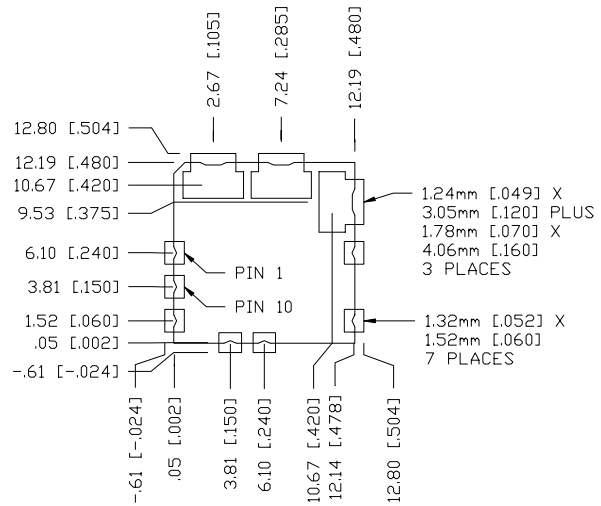 2.67 [.105]
7.24 [.285]
12.19 [.480]
12.80 [.504]
12.19 [.480]
10.67 [.420]
9.53 [.375]
6.10 [.240]
3.81 [.150]
1.52 [.060]
.05 [.002]
-.61 [-.024]
PIN 1
PIN 10
1.24mm [.049] X
3.05mm [.120] PLUS
1.78mm [.070] X
4.06mm [.160]
3 PLACES
1.32mm [.052] X
1.52mm [.060]
7 PLACES
-.61 [-.024]
.05 [.002]
3.81 [.150]
6.10 [.240]
10.67 [.420]
12.14 [.478]
12.80 [.504]